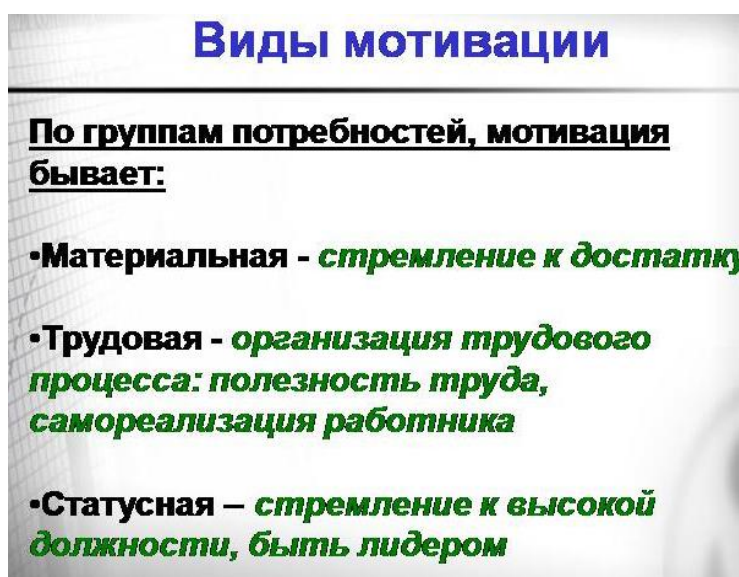 Виды мотивации
По группам потребностей, мотивация
бывает:
•Материальная - стремление к достатку
•Трудовая - организация трудового
процесса: полезность труда,
самореализация работника
•Статусная – стремление к высокой
должности, быть лидером